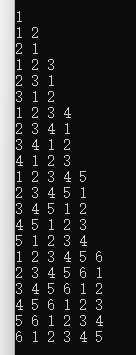 1
1 2
2 1
1 2 3
2 3 1
3 1 2
1 2 3 4
2 3 4 1
3 4 1 2
4 1 2 3
1 2 3 4 5
2 3 4 5 1
3 4 5 1 2
4 5 1 2 3
5 1 2 3 4
1 2 3 4 5 6
2 3 4 5 6 1
3 4 5 6 1 2
4 5 6 1 2 3
5 6 1 2 3 4
6 1 2 3 4 5